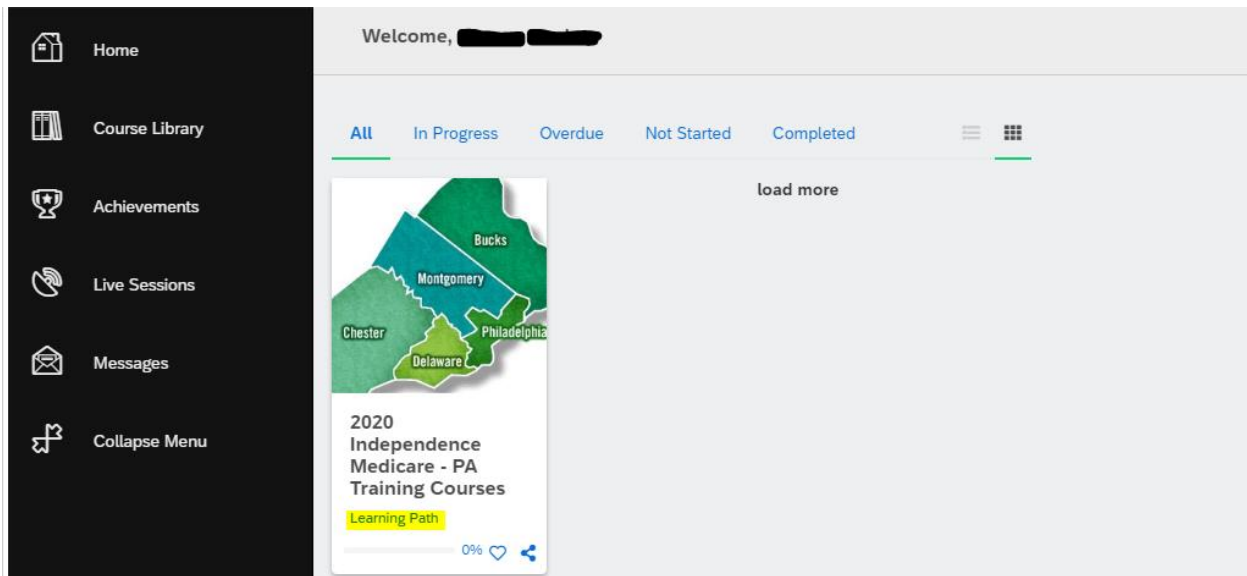 Home
Course Library
Achievements
Live Sessions
Messages
Collapse Menu
Welcome,
All In Progress Overdue Not Started Completed
load more
Bucks
Montgomery
Chester
Philadelphia
Delaware
2020
Independence
Medicare - PA
Training Courses
Learning Path
0%